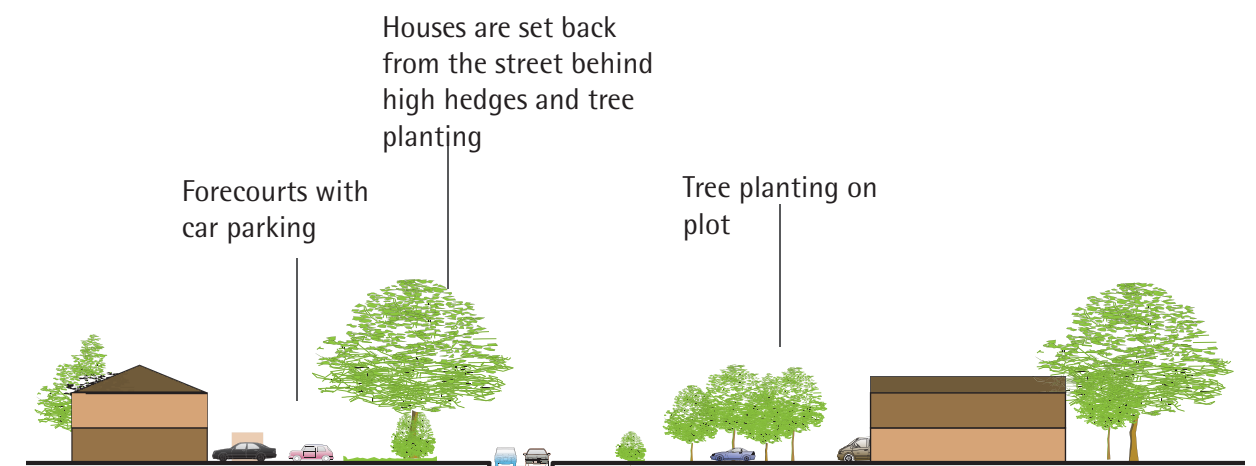 Houses are set back
from the street behind
high hedges and tree
planting
Forecourts with
car parking
Tree planting on
plot